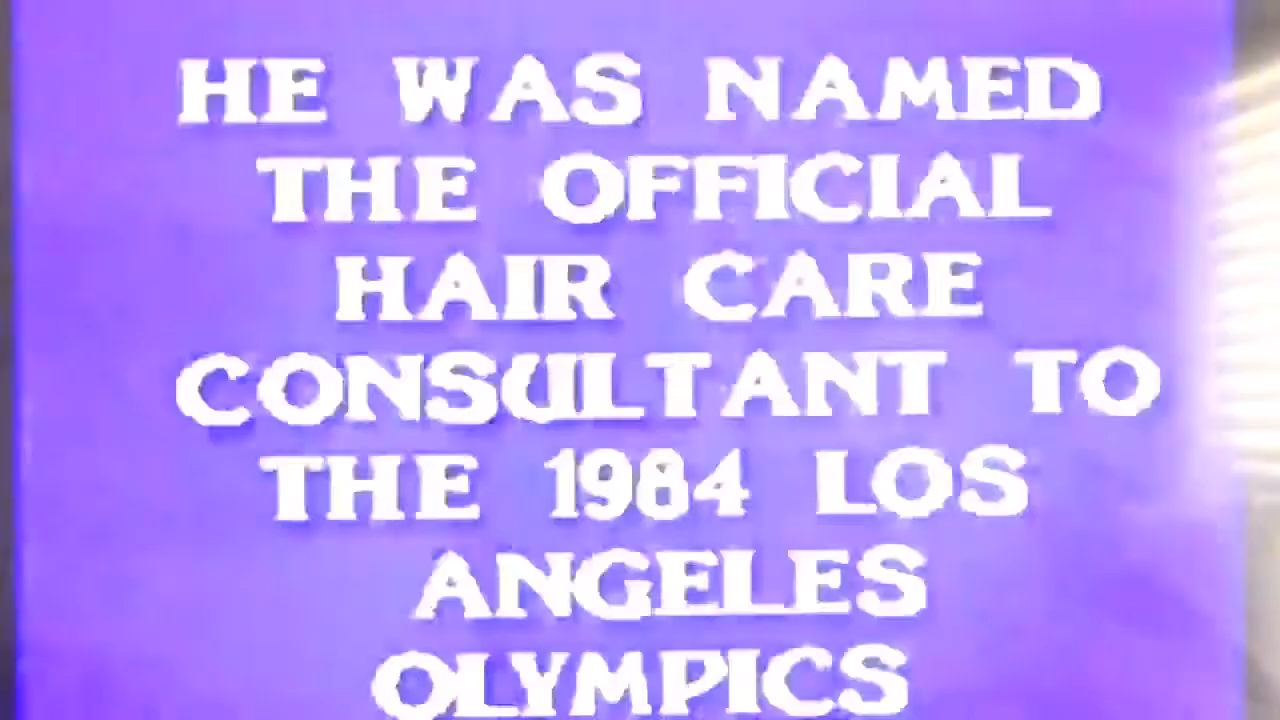 HE WAS NAMED
THE OFFICIAL
HAIR CARE
CONSULTANT TO
THE 1984 LOS
ANGELES
OLYMPICS